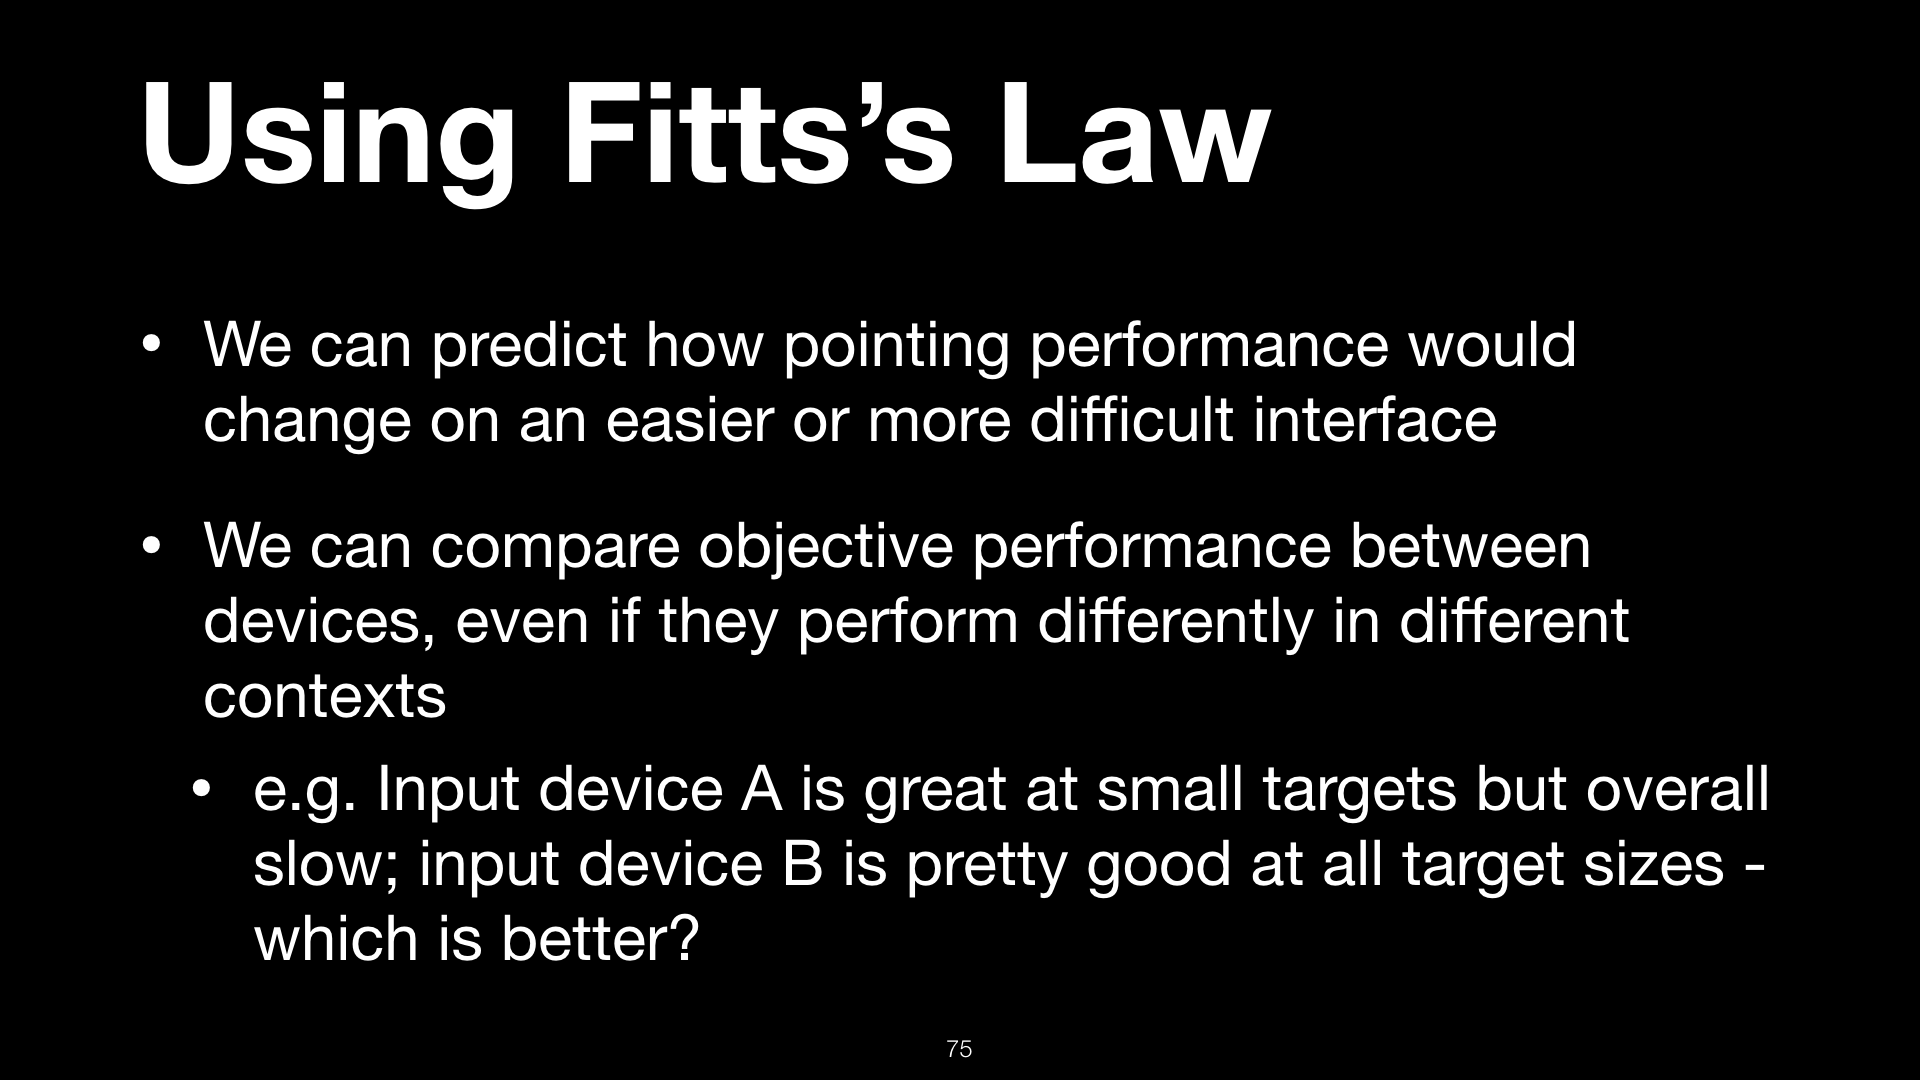 Using Fitts’s Law
• We can predict how pointing performance would
change on an easier or more difficult interface
• We can compare objective performance between
devices, even if they perform differently in different
contexts
• e.g. Input device A is great at small targets but overall
slow; input device B is pretty good at all target sizes -
which is better?
75